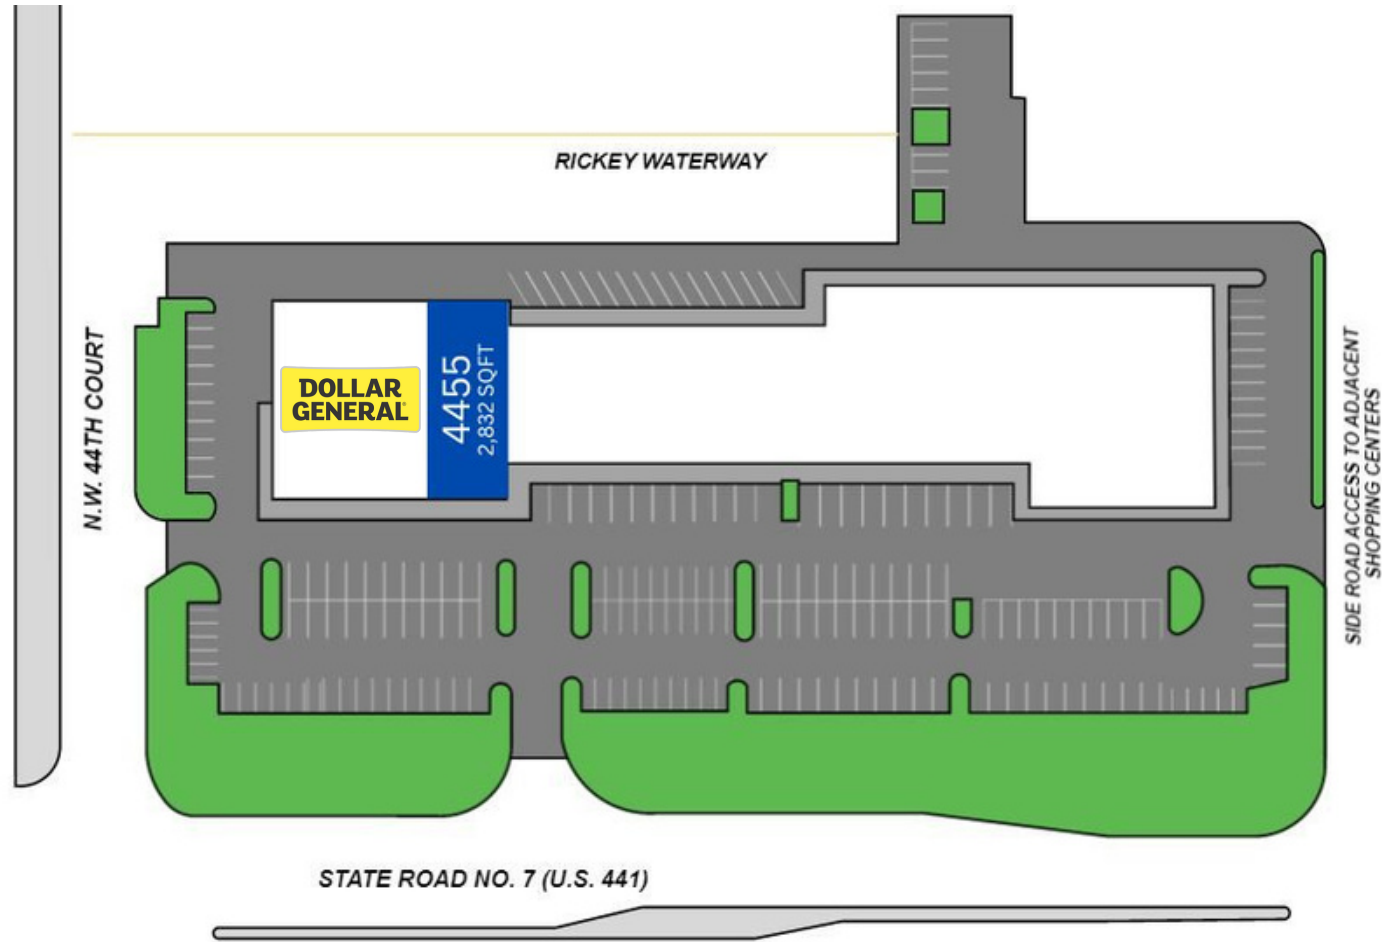 RICKEY WATERWAY
N.W. 44TH COURT
DOLLAR
GENERAL
4455
2,832 SQFT
SIDE ROAD ACCESS TO ADJACENT
SHOPPING CENTERS
STATE ROAD NO. 7 (U.S. 441)